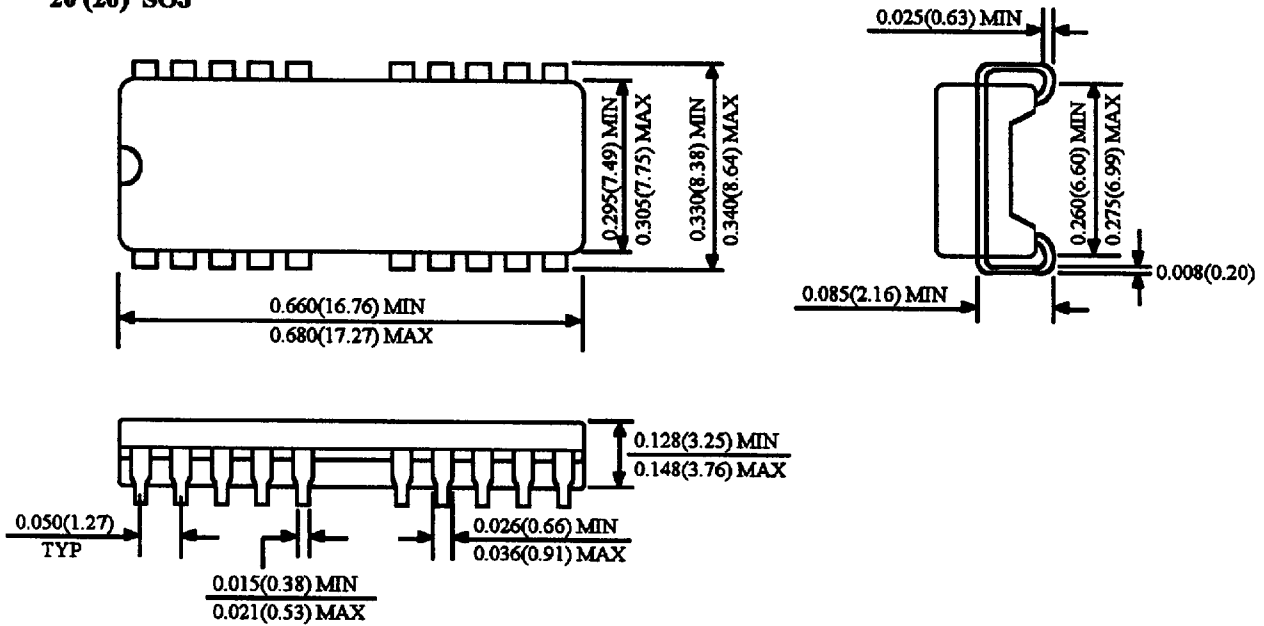 20 (26) SOJ
0.025(0.63) MIN
0.295(7.49) MIN
0.305(7.75) MAX
0.330(8.38) MIN
0.340(8.64) MAX
0.260(6.60) MIN
0.275(6.99) MAX
0.008(0.20)
0.085(2.16) MIN
0.660(16.76) MIN
0.680(17.27) MAX
0.128(3.25) MIN
0.148(3.76) MAX
0.050(1.27)
TYP
0.026(0.66) MIN
0.036(0.91) MAX
0.015(0.38) MIN
0.021(0.53) MAX